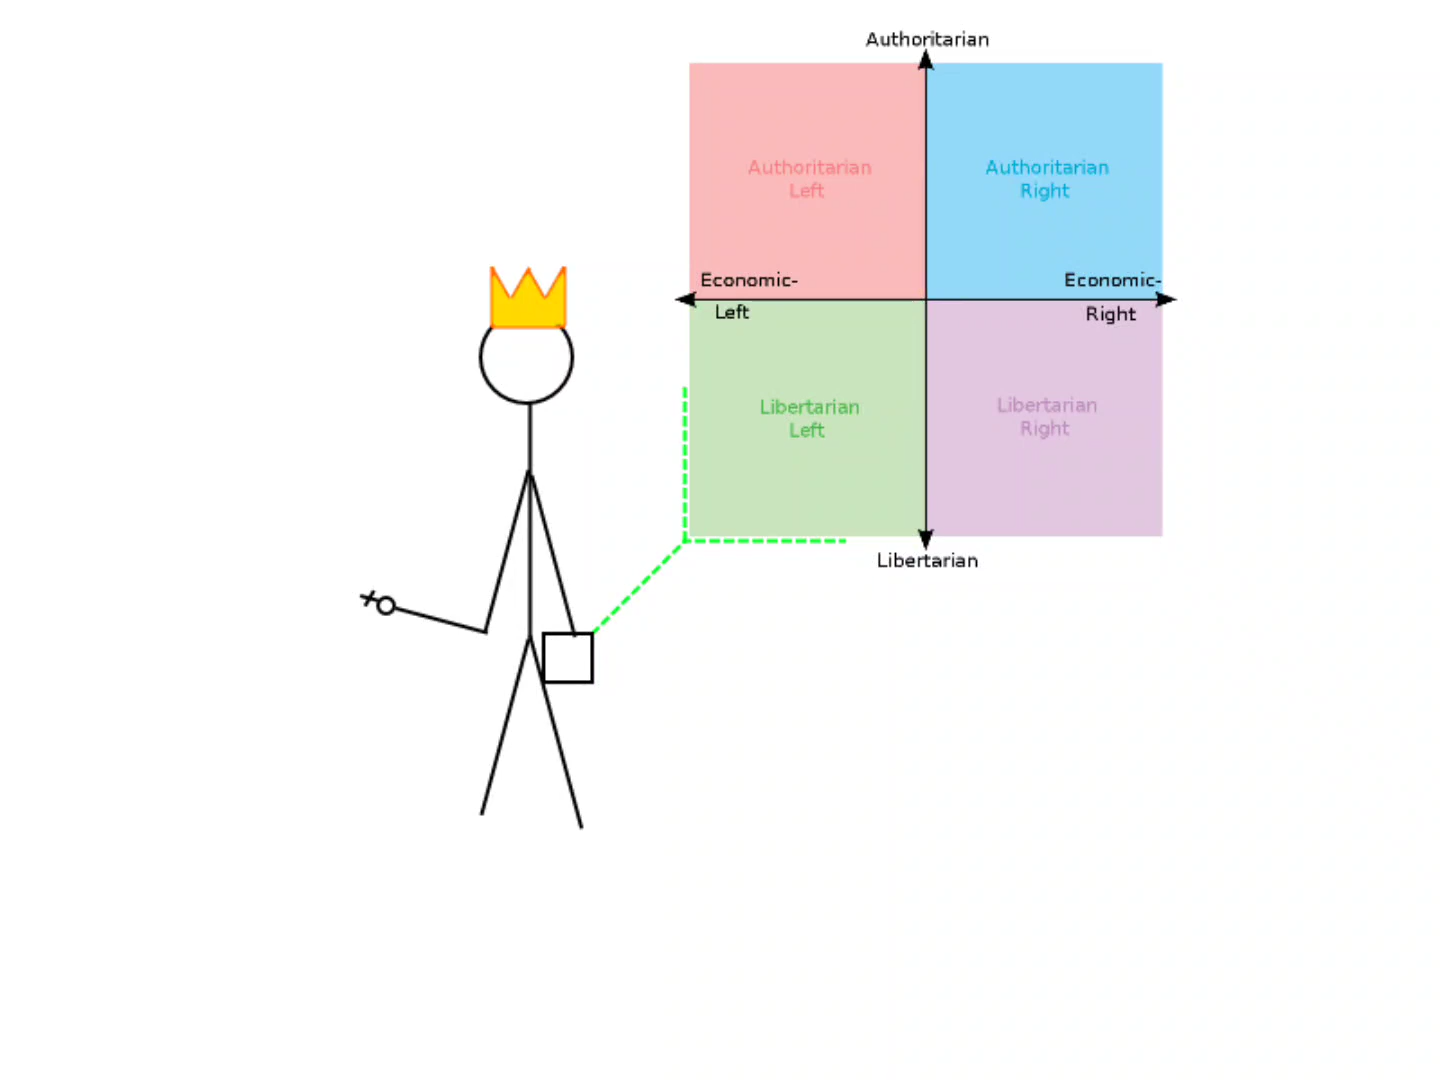 Authoritarian
Authoritarian
Left
Authoritarian
Right
Economic-
Left
Economic-
Right
Libertarian
Left
Libertarian
Right
Libertarian